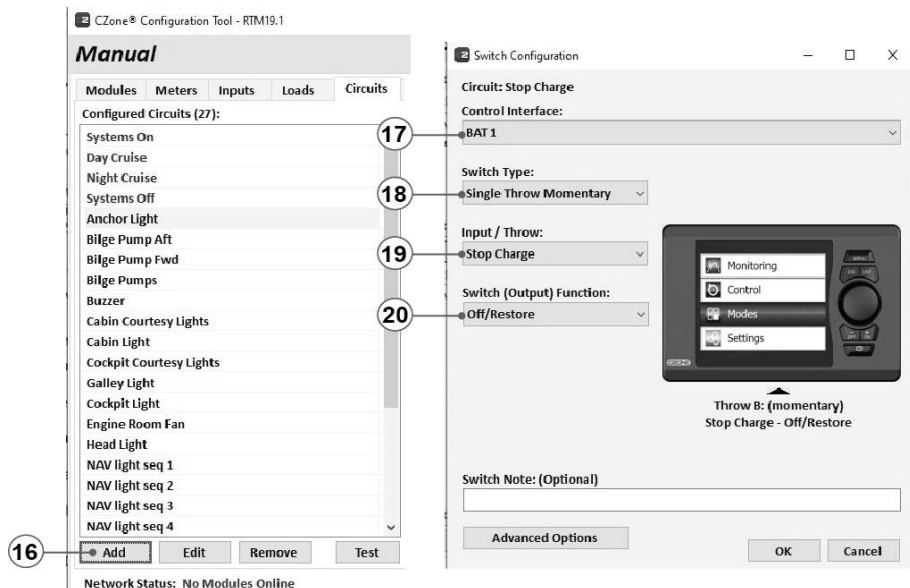 CZone® Configuration Tool - RTM19.1
Manual
Modules Meters Inputs Loads Circuits
Configured Circuits (27):
Systems On
Day Cruise
Night Cruise
Systems Off
Anchor Light
Bilge Pump Aft
Bilge Pump Fwd
Bilge Pumps
Buzzer
Cabin Courtesy Lights
Cabin Light
Cockpit Courtesy Lights
Galley Light
Cockpit Light
Engine Room Fan
Head Light
NAV light seq 1
NAV light seq 2
NAV light seq 3
NAV light seq 4
16
Add Edit Remove Test
Network Status: No Modules Online
Switch Configuration
Circuit: Stop Charge
Control Interface:
17
BAT 1
Switch Type:
18
Single Throw Momentary
Input / Throw:
19
Stop Charge
Switch (Output) Function:
20
Off/Restore
Monitoring
Control
Modes
Settings
MENU
CZONE
OFF ON
Throw B: (momentary)
Stop Charge - Off/Restore
Switch Note: (Optional)
Advanced Options
OK Cancel